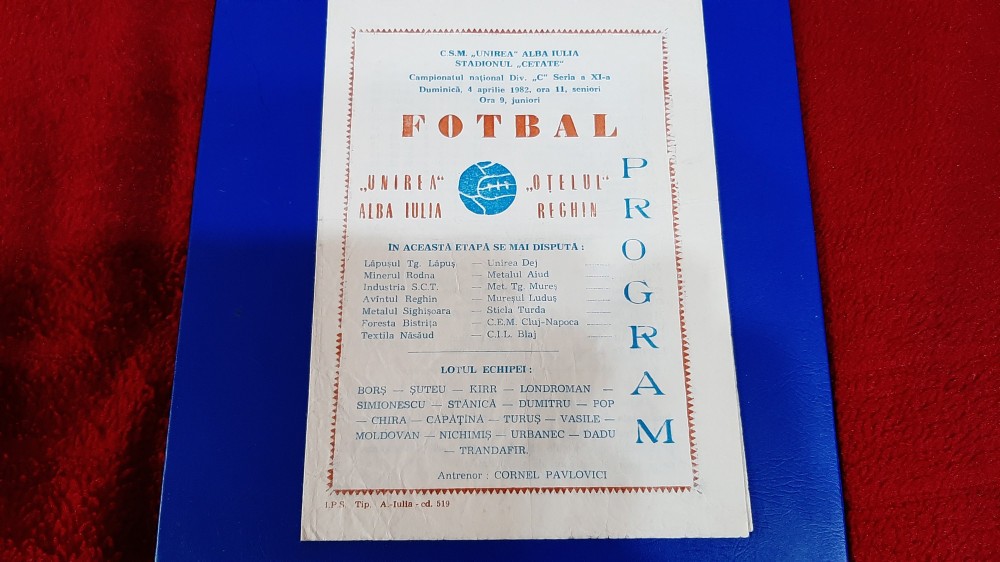 C.S.M. „UNIREA" ALBA IULIA
STADIONUL „CETATE"
Campionatul național Div. „C" Seria a XI-a
Duminică, 4 aprilie 1982, ora 11, seniori
Ora 9, juniori
FOTBAL
„UNIREA" „OȚELUL"
ALBA IULIA REGHIN
PROGRAM
ÎN ACEASTĂ ETAPĂ SE MAI DISPUTĂ :
Lăpușul Tg. Lăpuș — Unirea Dej
Minerul Rodna — Metalul Aiud
Industria S.C.T. — Met. Tg. Mureș
Avîntul Reghin — Mureșul Luduș
Metalul Sighișoara — Sticla Turda
Foresta Bistrița — C.E.M. Cluj-Napoca
Textila Năsăud — C.I.L. Blaj
LOTUL ECHIPEI :
BORȘ — ȘUTEU — KIRR — LONDROMAN —
SIMIONESCU — STĂNICĂ — DUMITRU — POP
— CHIRA — CĂPĂȚÎNĂ — TURUȘ — VASILE —
MOLDOVAN — NICHIMIȘ — URBANEC — DADU
— TRANDAFIR.
Antrenor : CORNEL PAVLOVICI
I.P.S. Tip. A.-Iulia - cd. 519